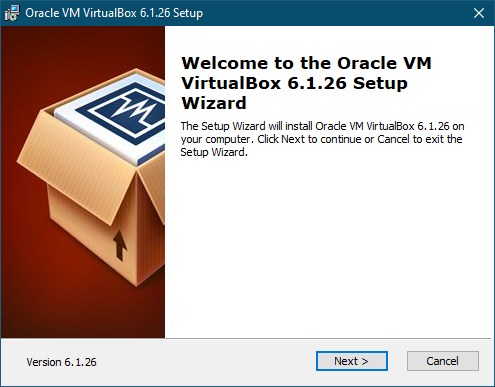 Oracle VM VirtualBox 6.1.26 Setup
Welcome to the Oracle VM
VirtualBox 6.1.26 Setup
Wizard
The Setup Wizard will install Oracle VM VirtualBox 6.1.26 on
your computer. Click Next to continue or Cancel to exit the
Setup Wizard.
VM
Version 6.1.26
Next >
Cancel